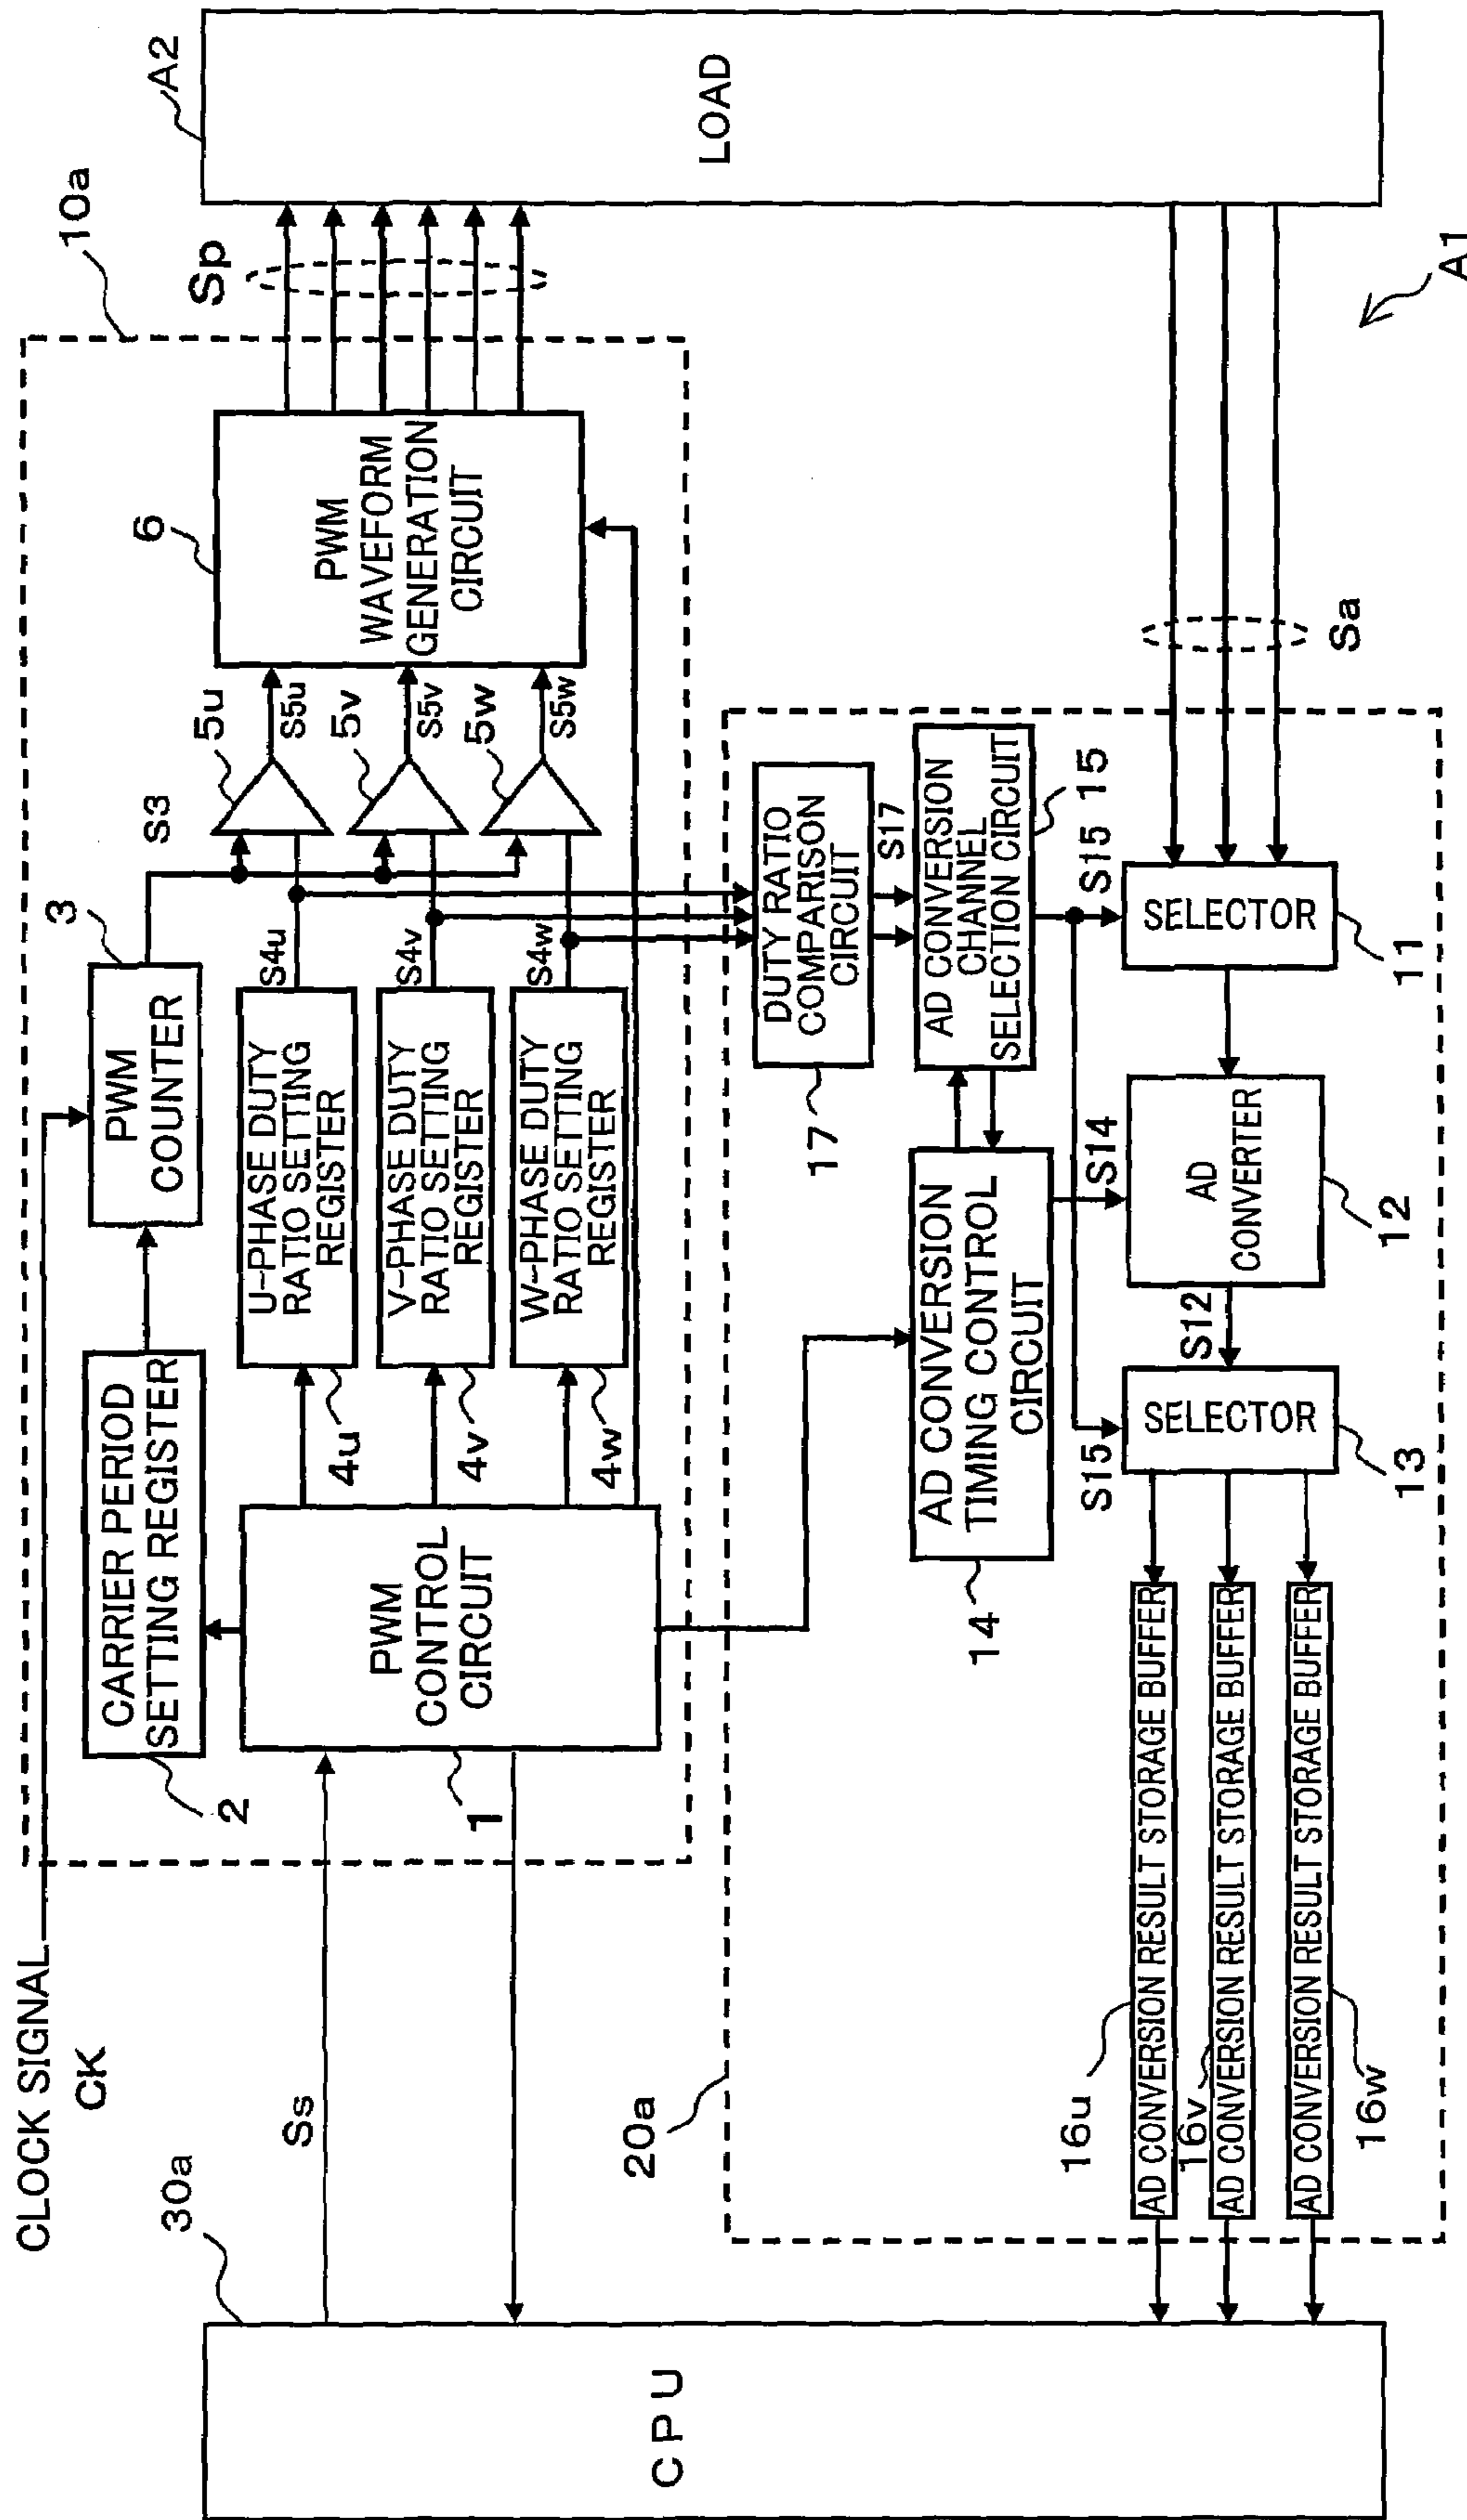 CLOCK SIGNAL
CK
30a
CPU
Ss
10a
CARRIER PERIOD
SETTING REGISTER
2
PWM
COUNTER
3
PWM
CONTROL
CIRCUIT
1
U-PHASE DUTY
RATIO SETTING
REGISTER
4u
V-PHASE DUTY
RATIO SETTING
REGISTER
4v
W-PHASE DUTY
RATIO SETTING
REGISTER
4w
S4u
S4v
S4w
S3
5u
5v
5w
S5u
S5v
S5w
PWM
WAVEFORM
GENERATION
CIRCUIT
6
Sp
A2
LOAD
20a
DUTY RATIO
COMPARISON
CIRCUIT
17
S17
AD CONVERSION
CHANNEL
SELECTION CIRCUIT
15
AD CONVERSION
TIMING CONTROL
CIRCUIT
14
S14
S15
S15
SELECTOR
11
AD
CONVERTER
12
S12
SELECTOR
13
AD CONVERSION RESULT STORAGE BUFFER
16u
AD CONVERSION RESULT STORAGE BUFFER
16v
AD CONVERSION RESULT STORAGE BUFFER
16w
Sa
A1